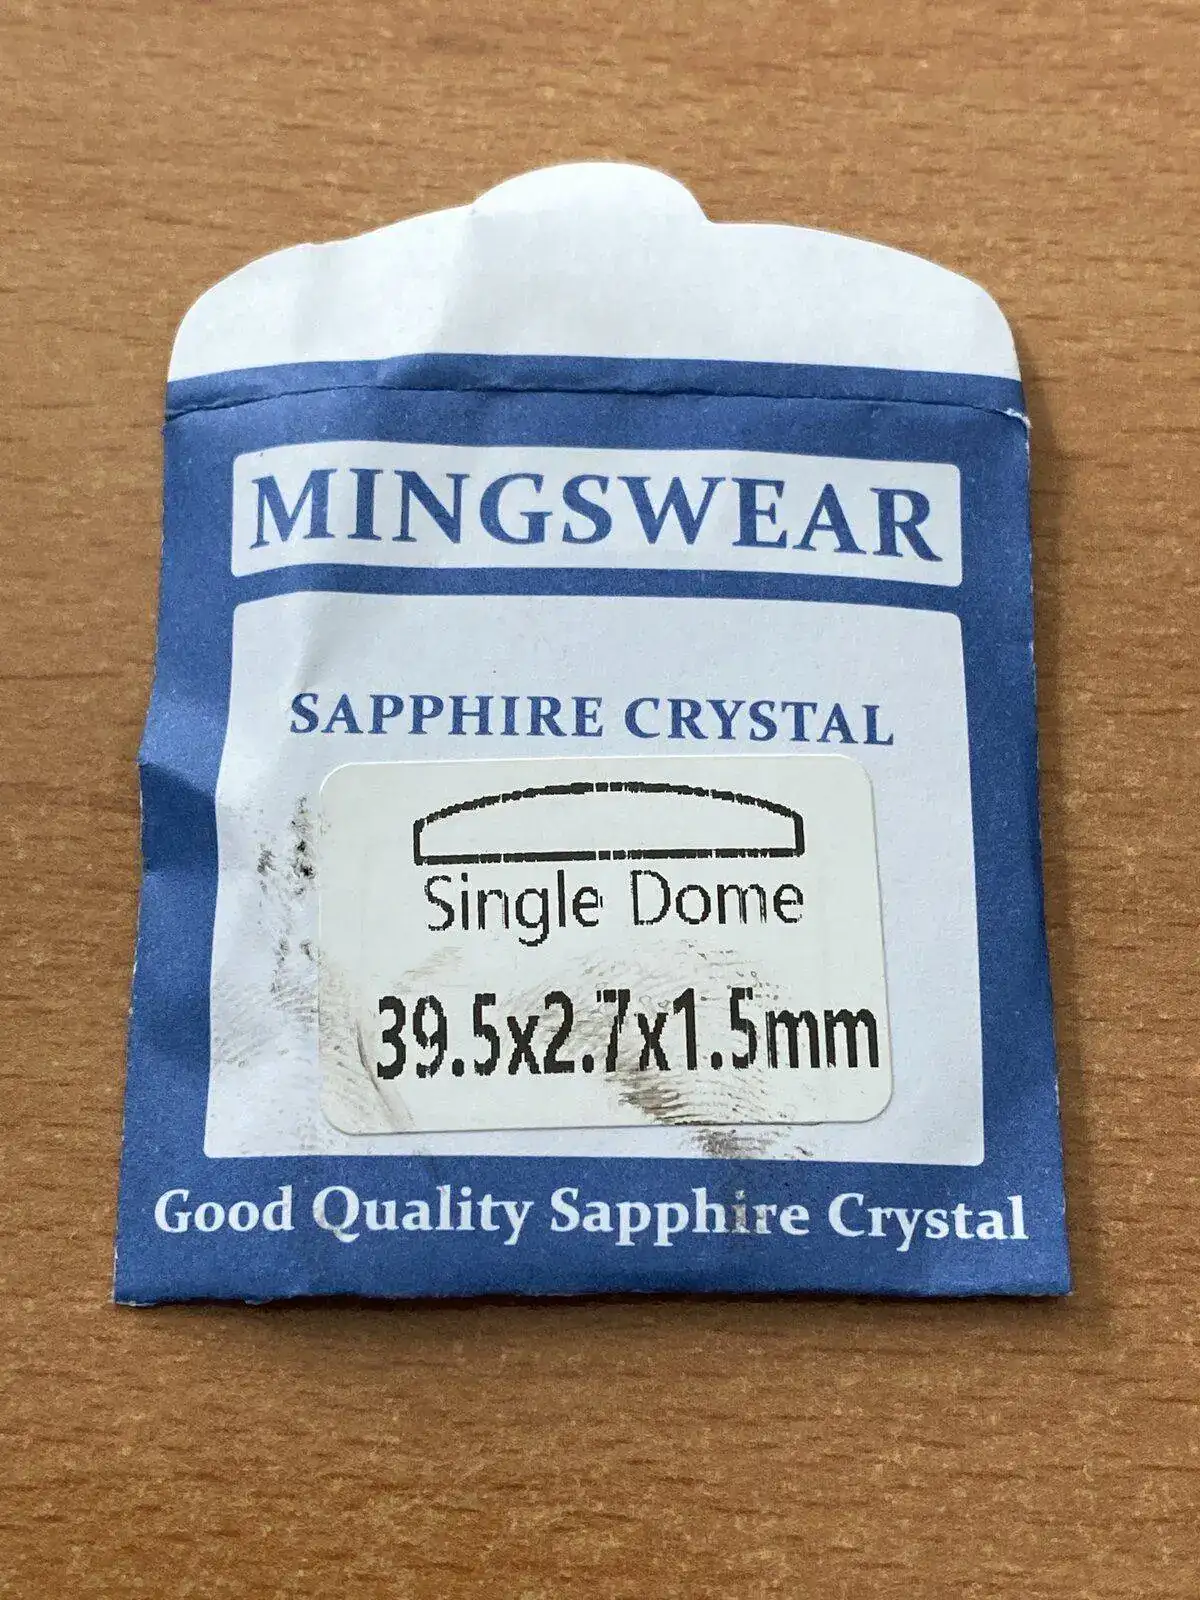 MINGSWEAR
SAPPHIRE CRYSTAL
Single Dome
39.5x2.7x1.5mm
Good Quality Sapphire Crystal